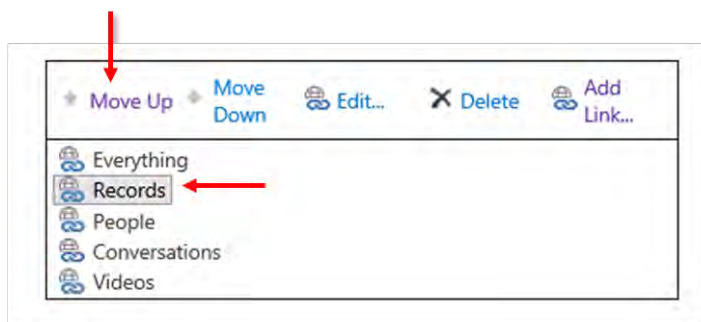 Move Up Move Down Edit... Delete Add Link...
Everything
Records
People
Conversations
Videos